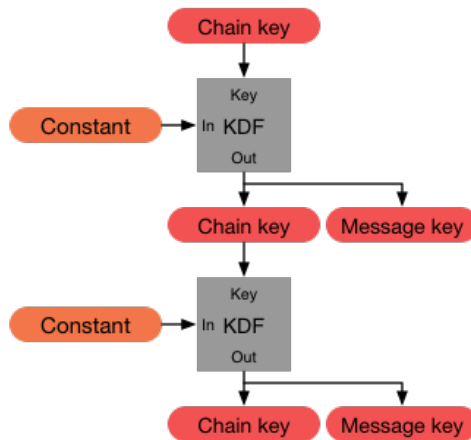 Chain key
Key
Constant
In KDF
Out
Chain key
Message key
Key
Constant
In KDF
Out
Chain key
Message key